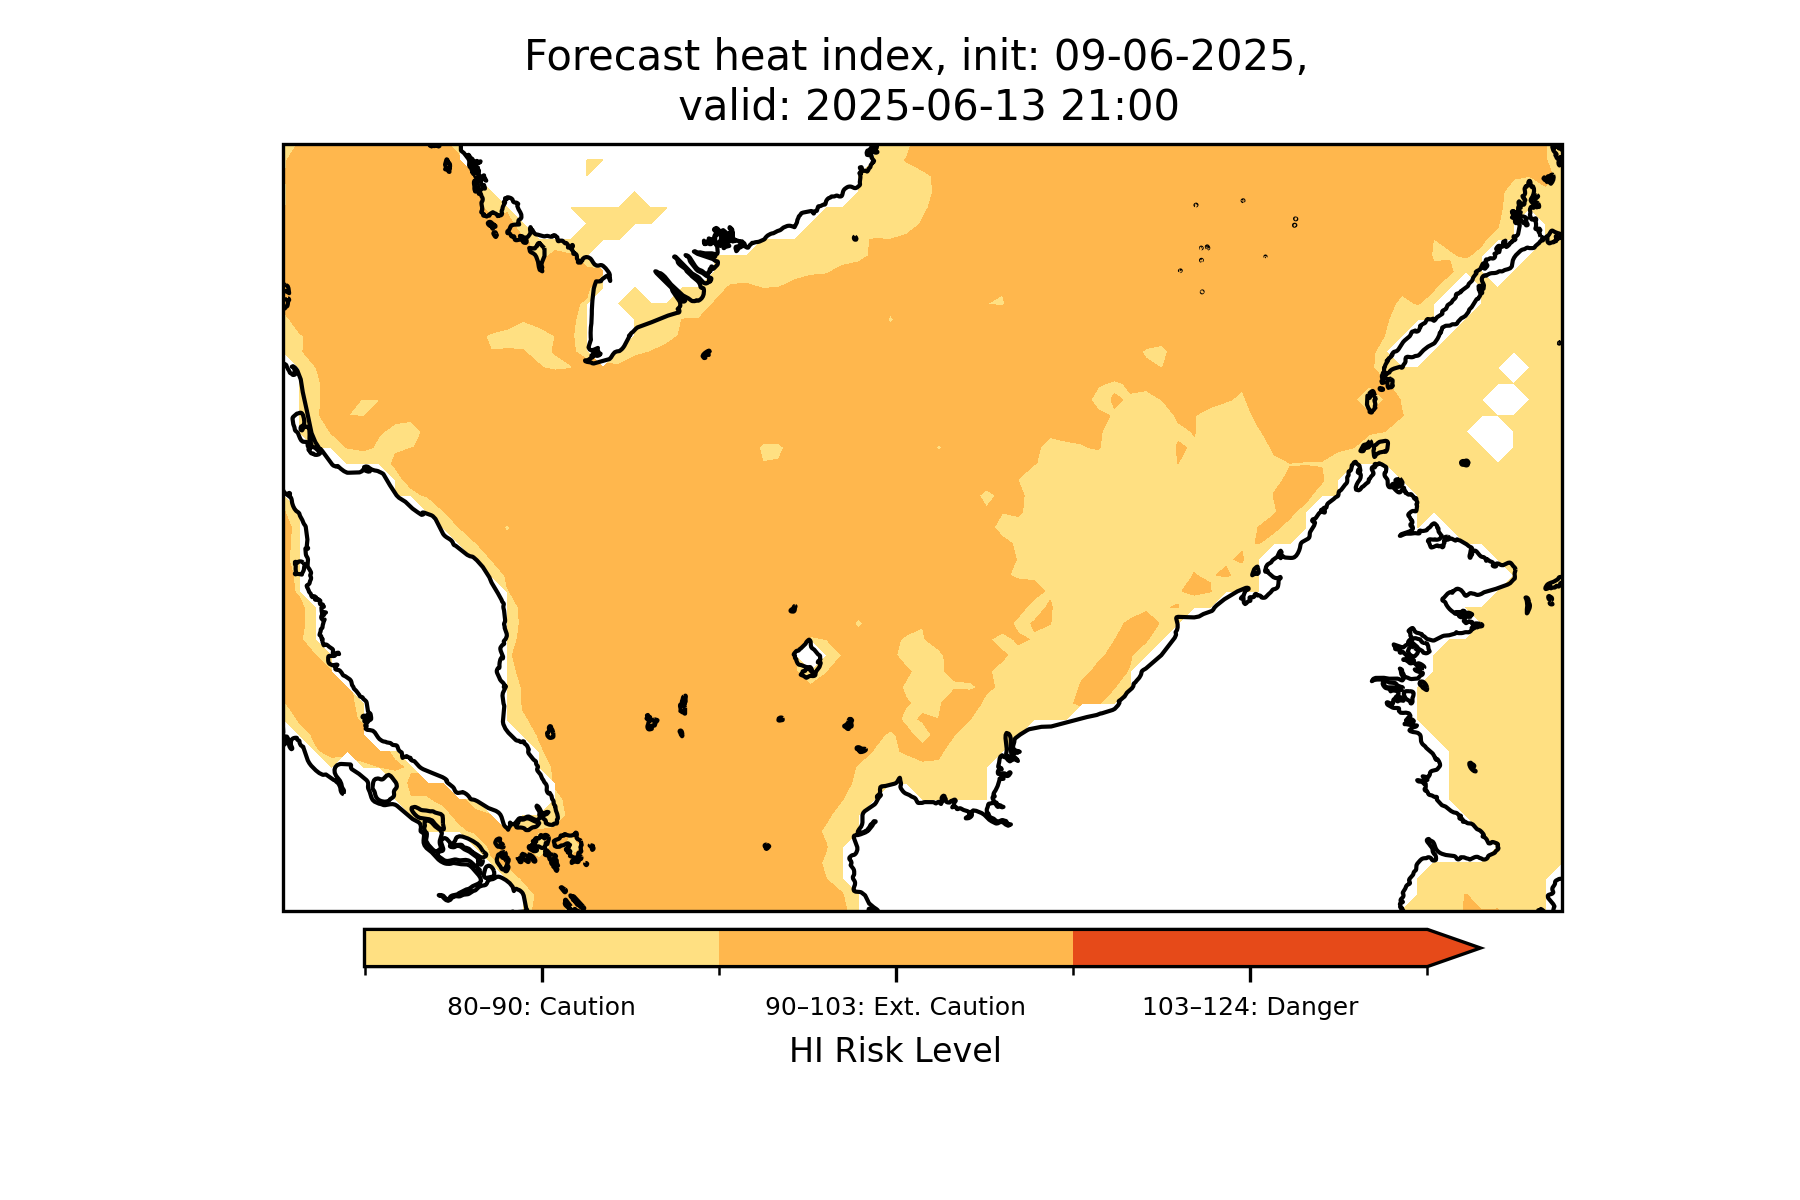 Forecast heat index, init: 09-06-2025,
valid: 2025-06-13 21:00
80–90: Caution
90–103: Ext. Caution
103–124: Danger
HI Risk Level